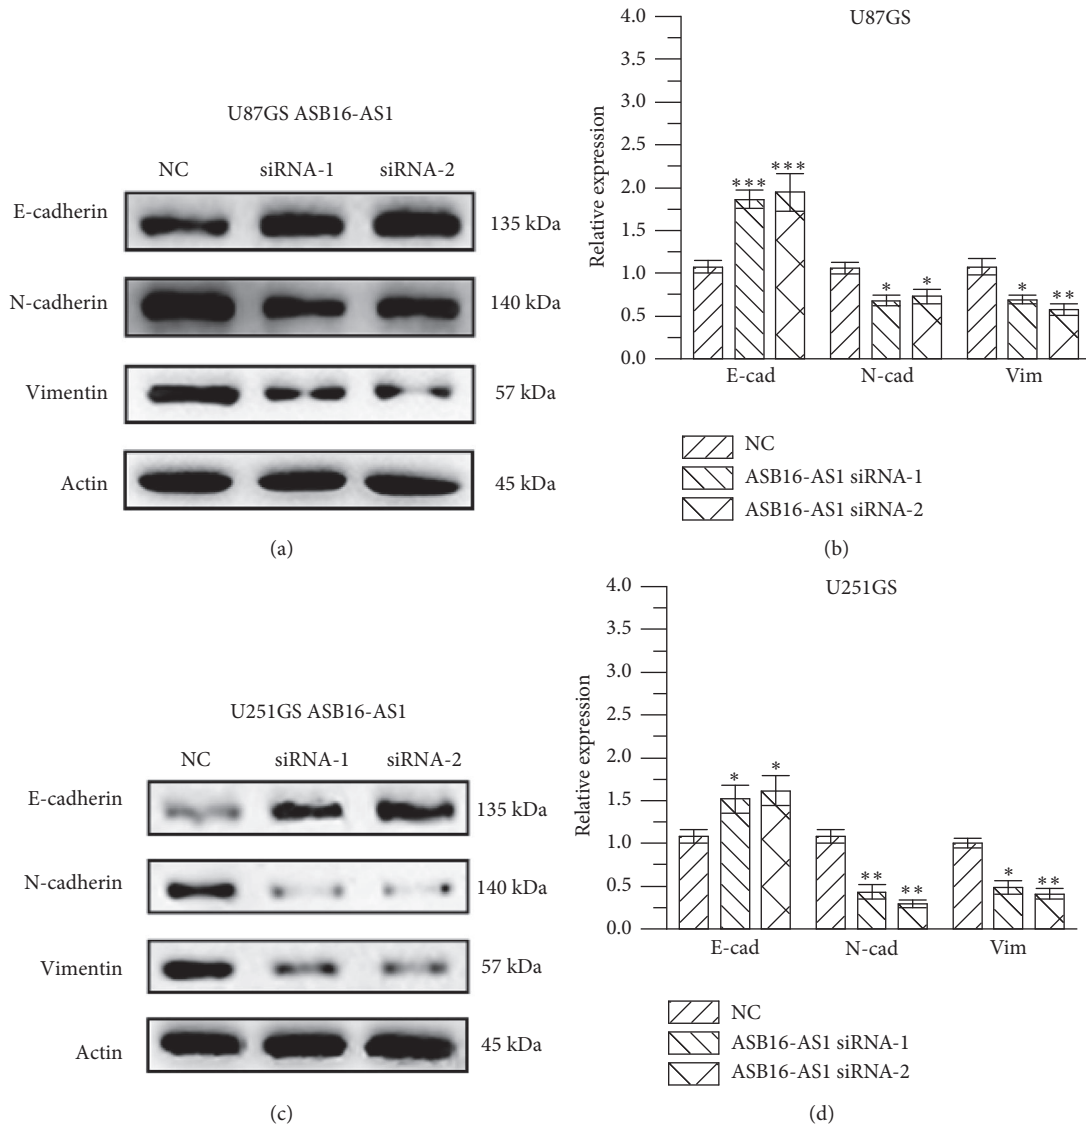 U87GS ASB16-AS1
NC siRNA-1 siRNA-2
E-cadherin 135 kDa
N-cadherin 140 kDa
Vimentin 57 kDa
Actin 45 kDa
(a)
U87GS
Relative expression
4.0
3.5
3.0
2.5
2.0
1.5
1.0
0.5
0.0
*** ***
* *
* **
E-cad N-cad Vim
NC
ASB16-AS1 siRNA-1
ASB16-AS1 siRNA-2
(b)
U251GS ASB16-AS1
NC siRNA-1 siRNA-2
E-cadherin 135 kDa
N-cadherin 140 kDa
Vimentin 57 kDa
Actin 45 kDa
(c)
U251GS
Relative expression
4.0
3.5
3.0
2.5
2.0
1.5
1.0
0.5
0.0
* *
** **
* **
E-cad N-cad Vim
NC
ASB16-AS1 siRNA-1
ASB16-AS1 siRNA-2
(d)